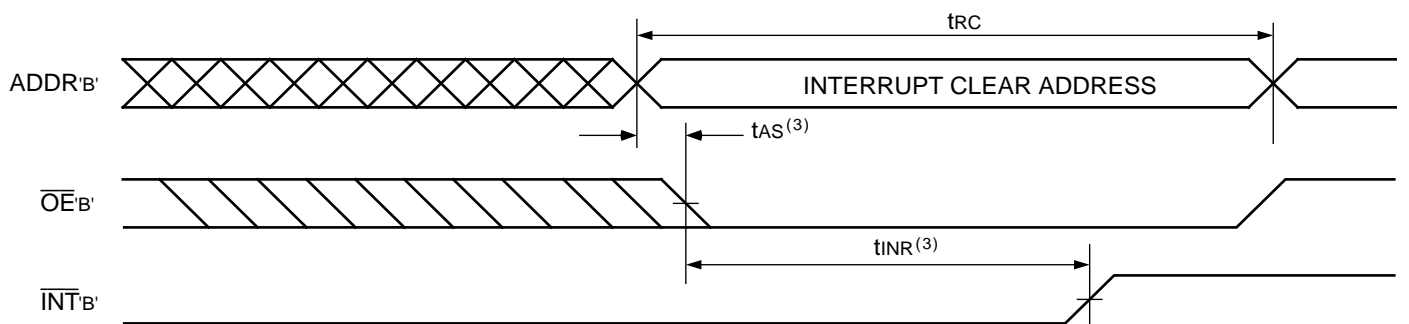 tRC
ADDR'B'
INTERRUPT CLEAR ADDRESS
tAS(3)
OE'B'
tINR(3)
INT'B'